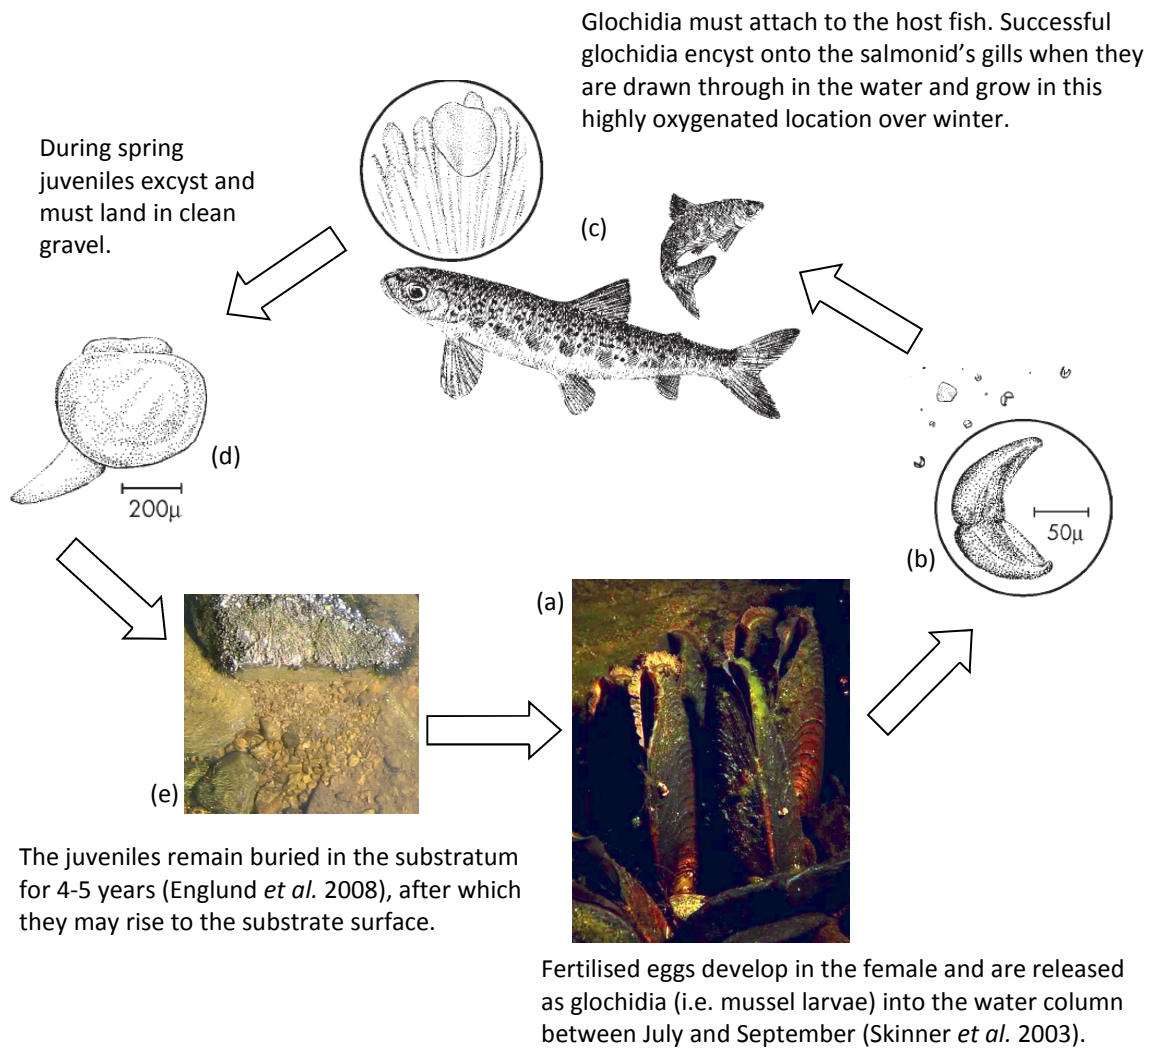 Glochidia must attach to the host fish. Successful
glochidia encyst onto the salmonid's gills when they
are drawn through in the water and grow in this
highly oxygenated location over winter.
During spring
juveniles excyst and
must land in clean
gravel.
(c)
(d)
200μ
50μ
(b)
(a)
(e)
The juveniles remain buried in the substratum
for 4-5 years (Englund et al. 2008), after which
they may rise to the substrate surface.
Fertilised eggs develop in the female and are released
as glochidia (i.e. mussel larvae) into the water column
between July and September (Skinner et al. 2003).